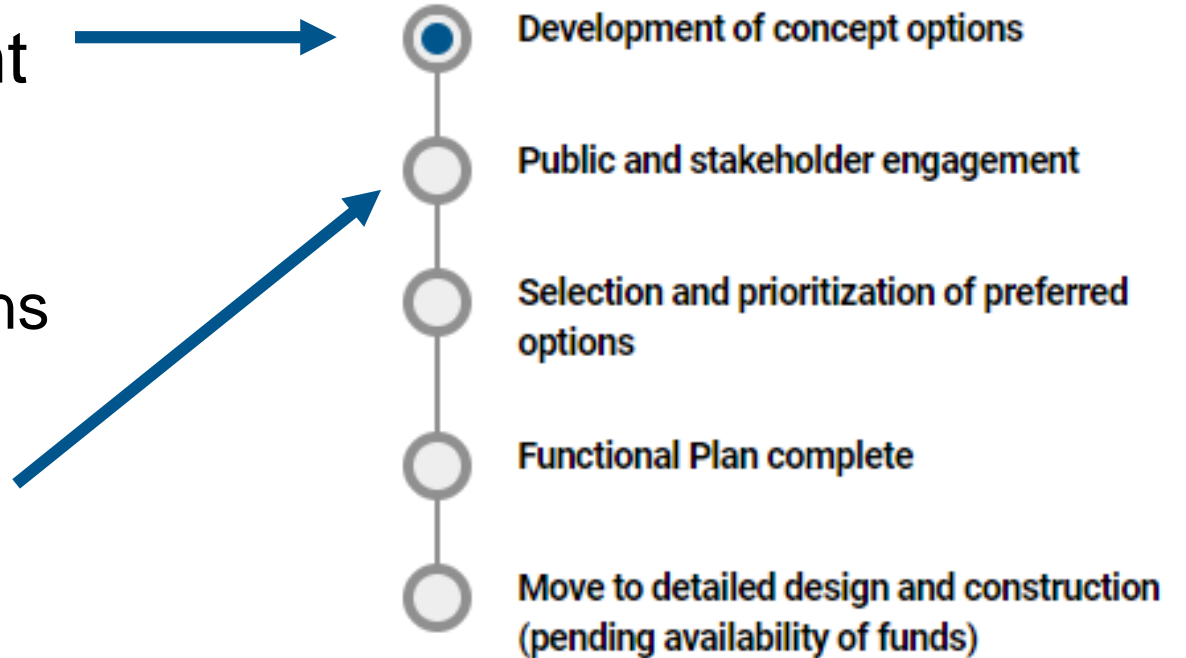 Development of concept options
Public and stakeholder engagement
Selection and prioritization of preferred
options
Functional Plan complete
Move to detailed design and construction
(pending availability of funds)